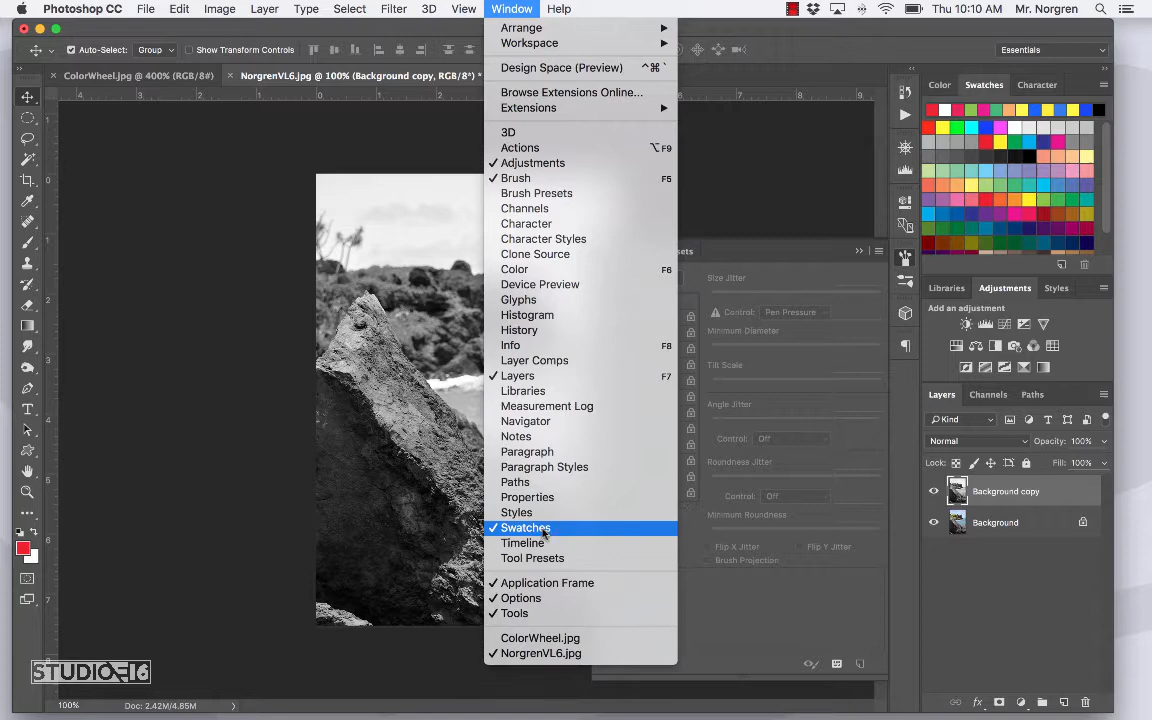 Photoshop CC File Edit Image Layer Type Select Filter 3D View Window Help Thu 10:10 AM Mr. Norgren
Auto-Select: Group Show Transform Controls Essentials
ColorWheel.jpg @ 400% (RGB/8#) NorgrenVL6.jpg @ 100% (Background copy, RGB/8*) *
Arrange
Workspace
Design Space (Preview) ^⌘`
Browse Extensions Online...
Extensions
3D
Actions ⌥F9
Adjustments
Brush F5
Brush Presets
Channels
Character
Character Styles
Clone Source
Color F6
Device Preview
Glyphs
Histogram
History
Info F8
Layer Comps
Layers F7
Libraries
Measurement Log
Navigator
Notes
Paragraph
Paragraph Styles
Paths
Properties
Styles
Swatches
Timeline
Tool Presets
Application Frame
Options
Tools
ColorWheel.jpg
NorgrenVL6.jpg
Size Jitter
Control: Pen Pressure
Minimum Diameter
Tilt Scale
Angle Jitter
Control: Off
Roundness Jitter
Control: Off
Minimum Roundness
Flip X Jitter Flip Y Jitter
Brush Projection
Color Swatches Character
Libraries Adjustments Styles
Add an adjustment
Layers Channels Paths
Kind
Normal Opacity: 100%
Lock: Fill: 100%
Background copy
Background
STUDIO E-16
100% Doc: 2.42M/4.85M